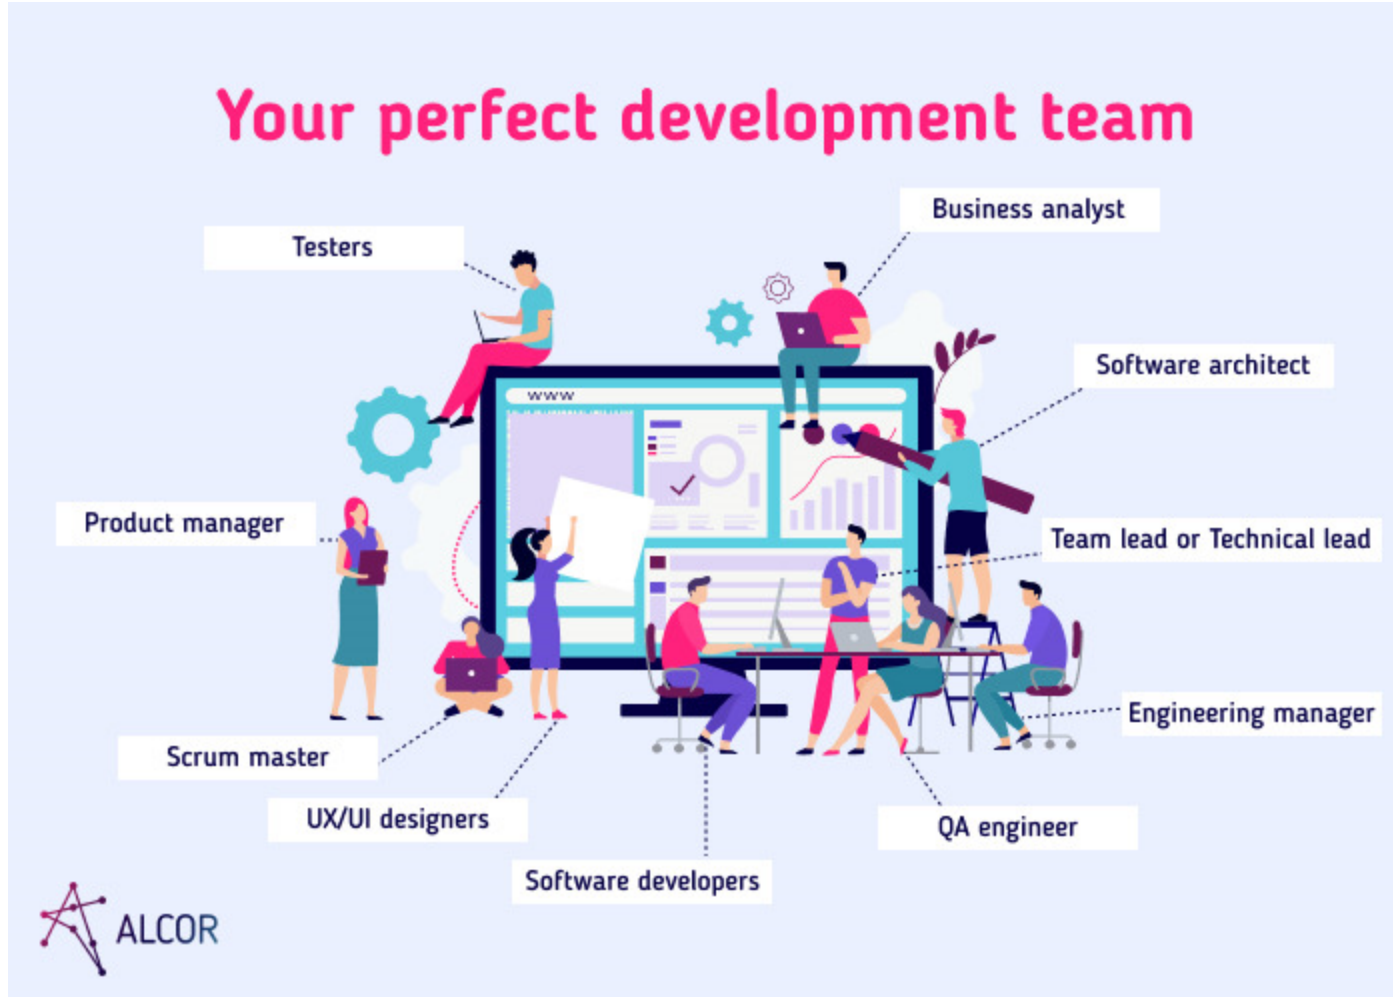 Your perfect development team
Business analyst
Testers
Software architect
www
Product manager
Team lead or Technical lead
Engineering manager
Scrum master
UX/UI designers
QA engineer
Software developers
ALCOR